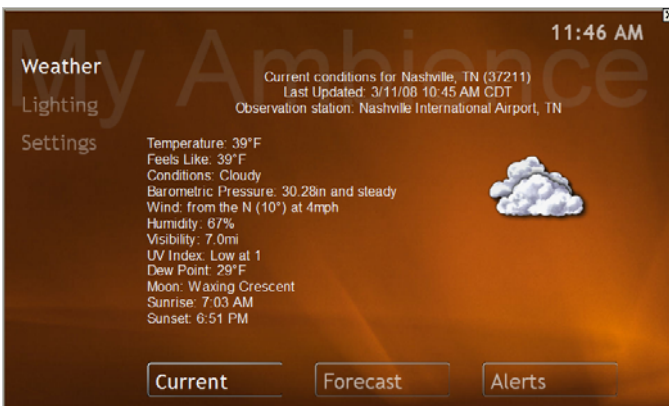 My Ambience
11:46 AM
Weather
Lighting
Settings
Current conditions for Nashville, TN (37211)
Last Updated: 3/11/08 10:45 AM CDT
Observation station: Nashville International Airport, TN
Temperature: 39°F
Feels Like: 39°F
Conditions: Cloudy
Barometric Pressure: 30.28in and steady
Wind: from the N (10°) at 4mph
Humidity: 67%
Visibility: 7.0mi
UV Index: Low at 1
Dew Point: 29°F
Moon: Waxing Crescent
Sunrise: 7:03 AM
Sunset: 6:51 PM
Current
Forecast
Alerts